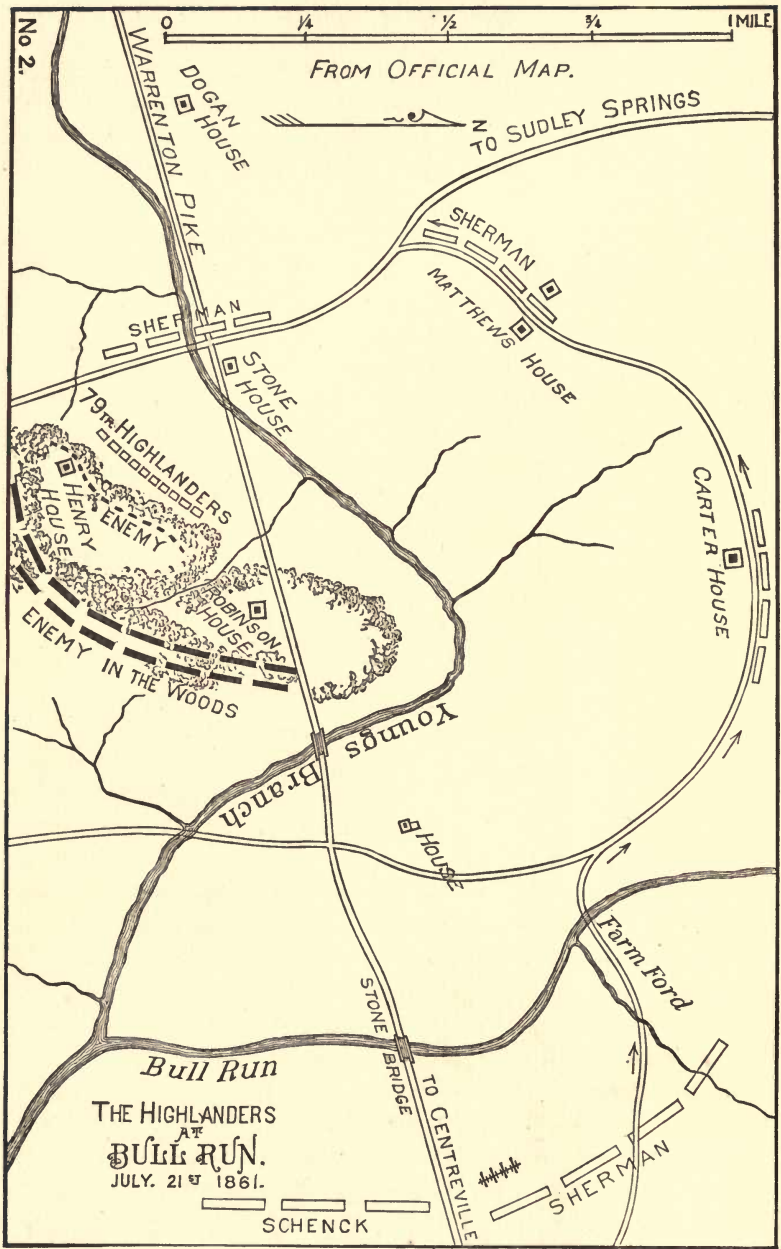 No 2.
0 1/4 1/2 3/4 1 MILE
FROM OFFICIAL MAP.
N
WARRENTON PIKE
DOGAN
HOUSE
TO SUDLEY SPRINGS
SHERMAN
MATTHEWS HOUSE
SHERMAN
STONE
HOUSE
79TH HIGHLANDERS
HENRY
HOUSE
ENEMY
CARTER HOUSE
ROBINSON
HOUSE
ENEMY IN THE WOODS
Youngs
Branch
HOUSE
Farm Ford
STONE
BRIDGE
Bull Run
TO CENTREVILLE
SHERMAN
THE HIGHLANDERS
AT
BULL RUN.
JULY. 21ST 1861.
SCHENCK